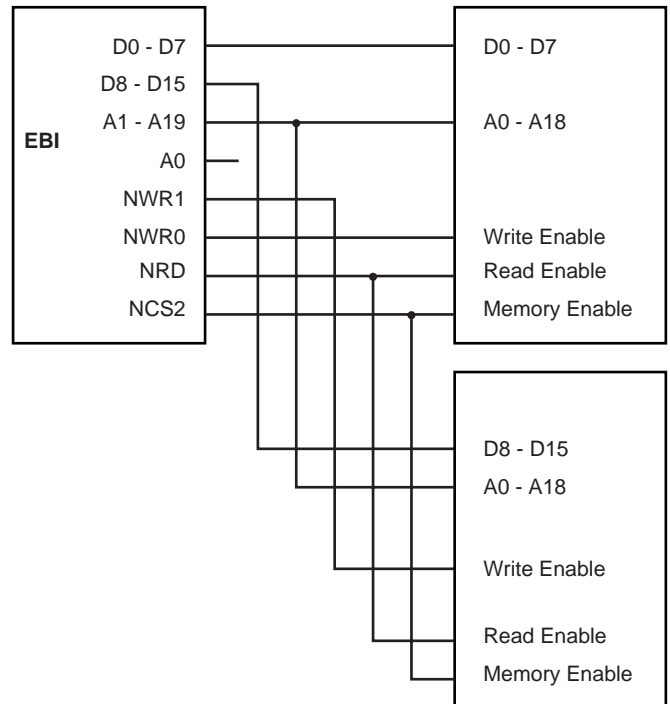 D0 - D7
D8 - D15
A1 - A19
EBI
A0
NWR1
NWR0
NRD
NCS2
D0 - D7
A0 - A18
Write Enable
Read Enable
Memory Enable
D8 - D15
A0 - A18
Write Enable
Read Enable
Memory Enable